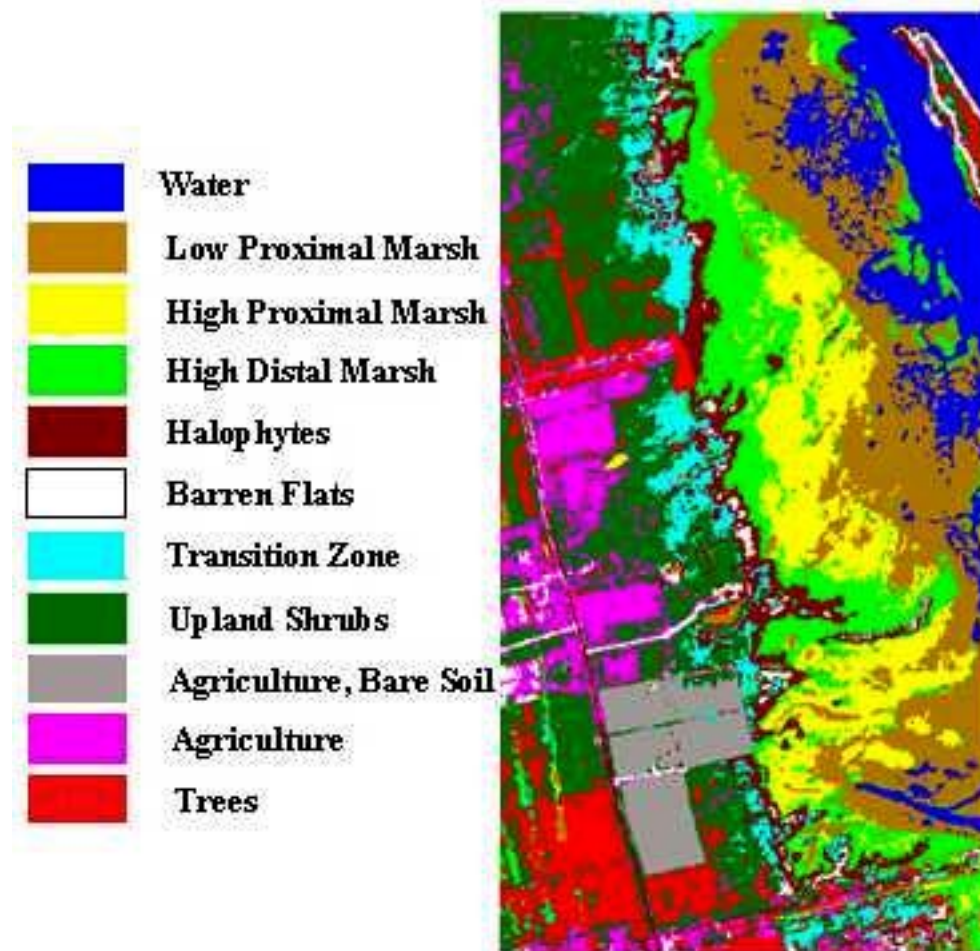 Water
Low Proximal Marsh
High Proximal Marsh
High Distal Marsh
Halophytes
Barren Flats
Transition Zone
Upland Shrubs
Agriculture, Bare Soil
Agriculture
Trees